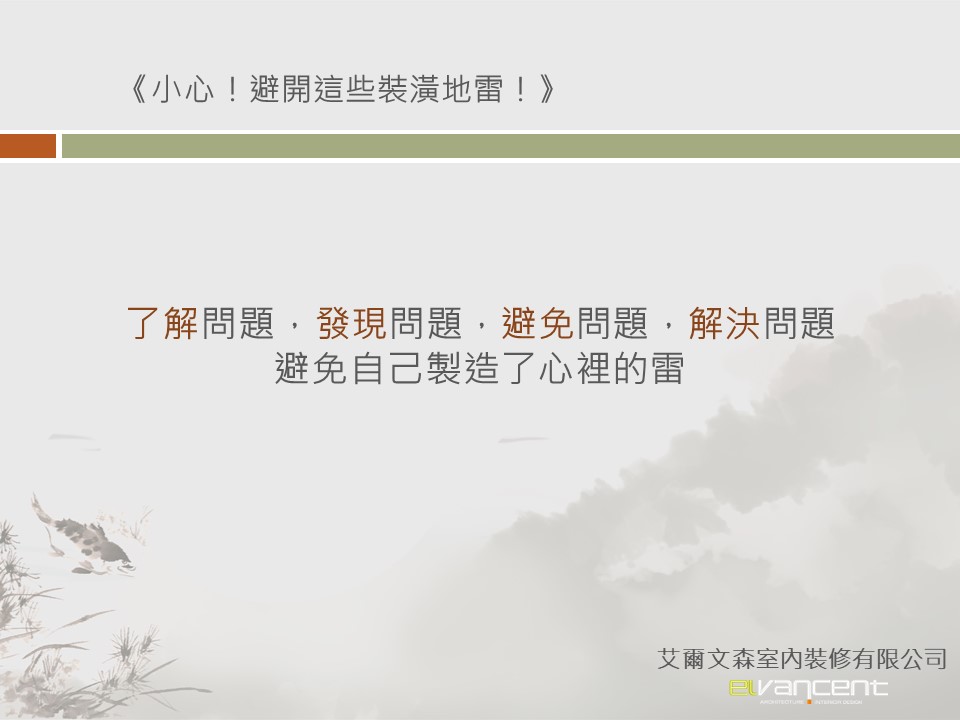 《小心！避開這些裝潢地雷！》
了解問題，發現問題，避免問題，解決問題
避免自己製造了心裡的雷
艾爾文森室內裝修有限公司
elvancent
ARCHITECTURE INTERIOR DESIGN